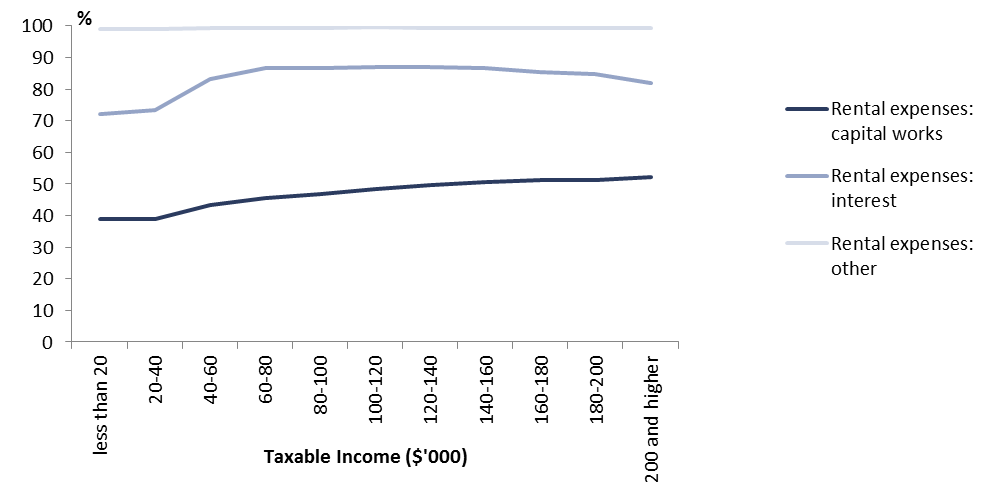 %
100
90
80
70
60
50
40
30
20
10
0
less than 20
20-40
40-60
60-80
80-100
100-120
120-140
140-160
160-180
180-200
200 and higher
Taxable Income ($'000)
Rental expenses:
capital works
Rental expenses:
interest
Rental expenses:
other